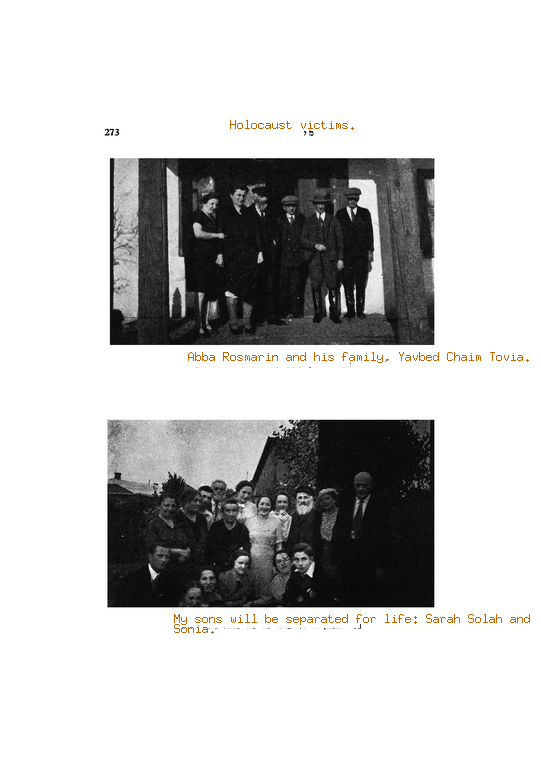 Holocaust victims.
273
Abba Rosmarin and his family, Yavbed Chaim Tovia.
My sons will be separated for life: Sarah Solah and
Sonia.